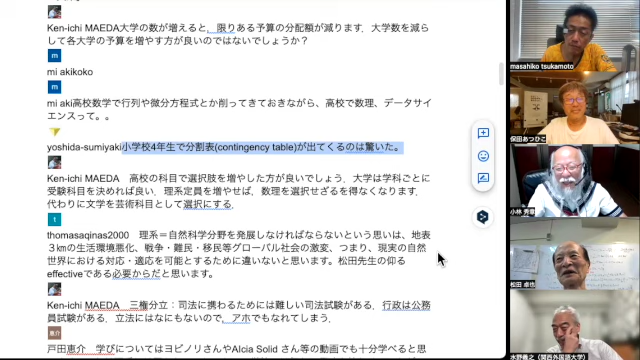 Ken-ichi MAEDA大学の数が増えると、限りある予算の分配額が減ります．大学数を減ら
して各大学の予算を増やす方が良いのではないでしょうか？
m
mi akikoko
m
mi aki高校数学で行列や微分方程式とか削ってきておきながら、高校で数理、データサイ
エンスって。。
yoshida-sumiyaki小学校4年生で分割表(contingency table)が出てくるのは驚いた。
Ken-ichi MAEDA　高校の科目で選択肢を増やした方が良いでしょう．大学は学科ごとに
受験科目を決めれば良い．理系定員を増やせば、数理を選択せざるを得なくなります．
代わりに文学を芸術科目として選択にする．
t
thomasaqinas2000　理系＝自然科学分野を発展しなければならないという思いは、地表
３㎞の生活環境悪化、戦争・難民・移民等グローバル社会の激変、つまり、現実の自然
世界における対応・適応を可能とするために違いないと思います。松田先生の仰る
effectiveである必要からだと思います。
Ken-ichi MAEDA　三権分立：司法に携わるためには難しい司法試験がある．行政は公務
員試験がある．立法にはなにもないので，アホでもなれてしまう．
恵介
戸田恵介　学びについてはヨビノリさんやAlcia Solid さん等の動画でも十分学べると思
masahiko tsukamoto
保田あつひこ
小林 秀章
松田 卓也
水野義之（関西外国語大学）